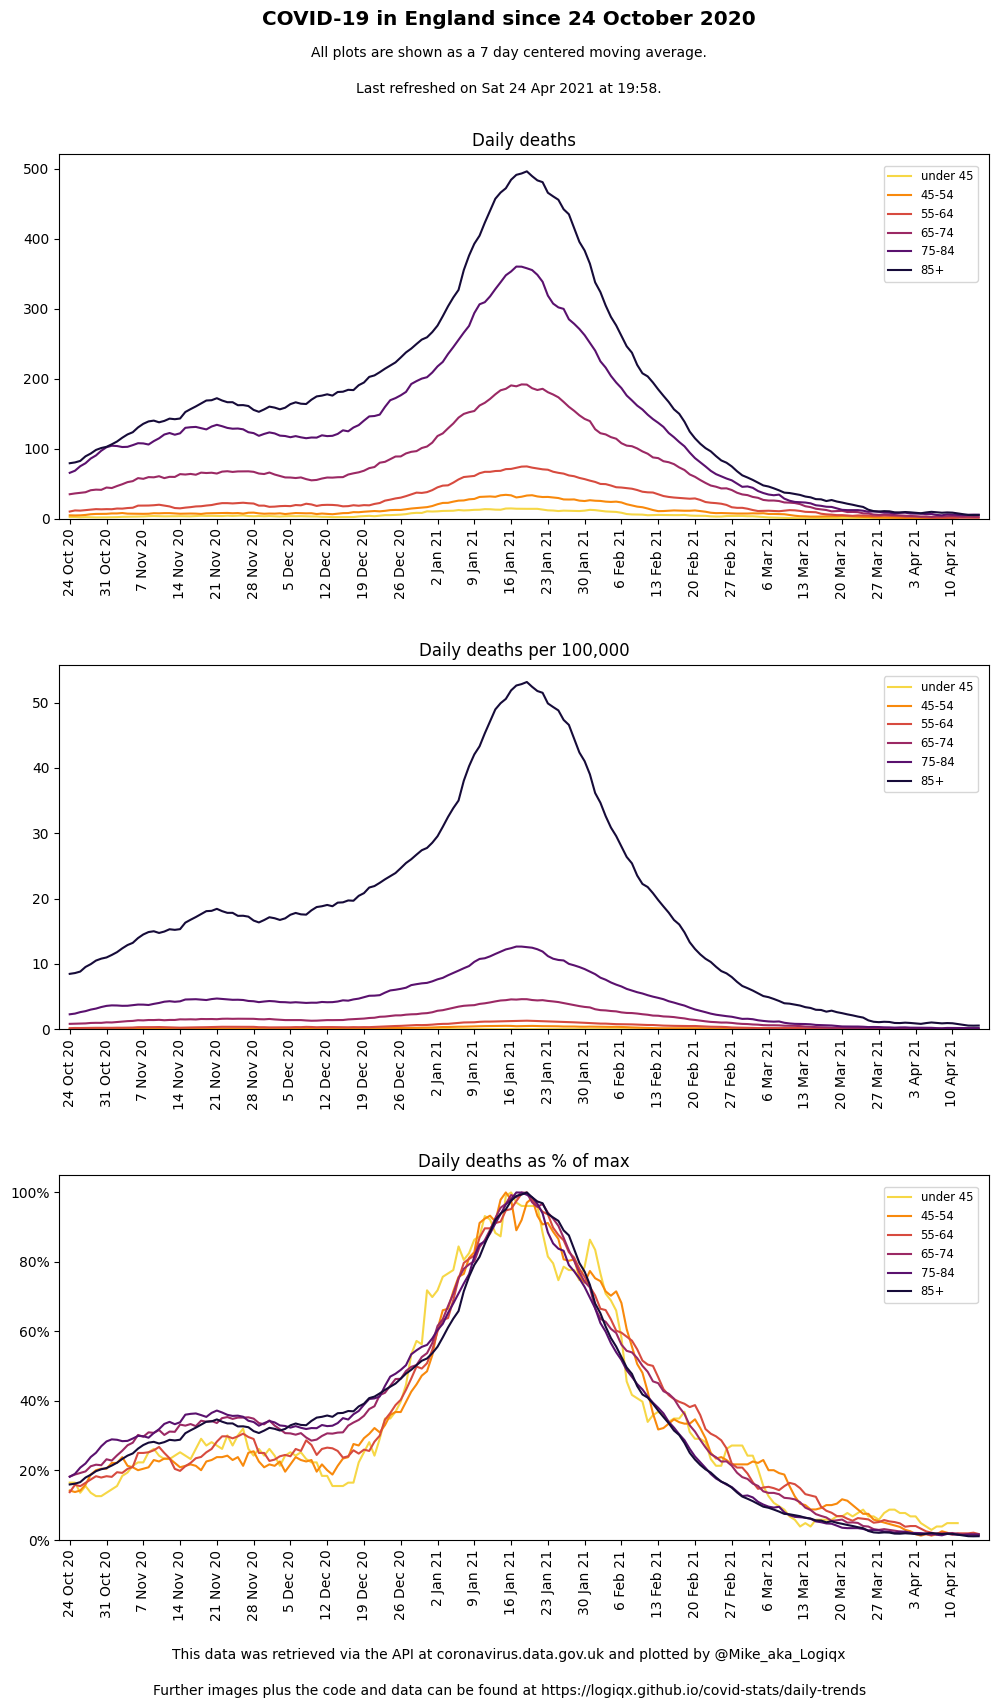 COVID-19 in England since 24 October 2020
All plots are shown as a 7 day centered moving average.
Last refreshed on Sat 24 Apr 2021 at 19:58.
Daily deaths
500
400
300
200
100
0
under 45
45-54
55-64
65-74
75-84
85+
24 Oct 20
31 Oct 20
7 Nov 20
14 Nov 20
21 Nov 20
28 Nov 20
5 Dec 20
12 Dec 20
19 Dec 20
26 Dec 20
2 Jan 21
9 Jan 21
16 Jan 21
23 Jan 21
30 Jan 21
6 Feb 21
13 Feb 21
20 Feb 21
27 Feb 21
6 Mar 21
13 Mar 21
20 Mar 21
27 Mar 21
3 Apr 21
10 Apr 21
Daily deaths per 100,000
50
40
30
20
10
0
under 45
45-54
55-64
65-74
75-84
85+
24 Oct 20
31 Oct 20
7 Nov 20
14 Nov 20
21 Nov 20
28 Nov 20
5 Dec 20
12 Dec 20
19 Dec 20
26 Dec 20
2 Jan 21
9 Jan 21
16 Jan 21
23 Jan 21
30 Jan 21
6 Feb 21
13 Feb 21
20 Feb 21
27 Feb 21
6 Mar 21
13 Mar 21
20 Mar 21
27 Mar 21
3 Apr 21
10 Apr 21
Daily deaths as % of max
100%
80%
60%
40%
20%
0%
under 45
45-54
55-64
65-74
75-84
85+
24 Oct 20
31 Oct 20
7 Nov 20
14 Nov 20
21 Nov 20
28 Nov 20
5 Dec 20
12 Dec 20
19 Dec 20
26 Dec 20
2 Jan 21
9 Jan 21
16 Jan 21
23 Jan 21
30 Jan 21
6 Feb 21
13 Feb 21
20 Feb 21
27 Feb 21
6 Mar 21
13 Mar 21
20 Mar 21
27 Mar 21
3 Apr 21
10 Apr 21
This data was retrieved via the API at coronavirus.data.gov.uk and plotted by @Mike_aka_Logiqx
Further images plus the code and data can be found at https://logiqx.github.io/covid-stats/daily-trends